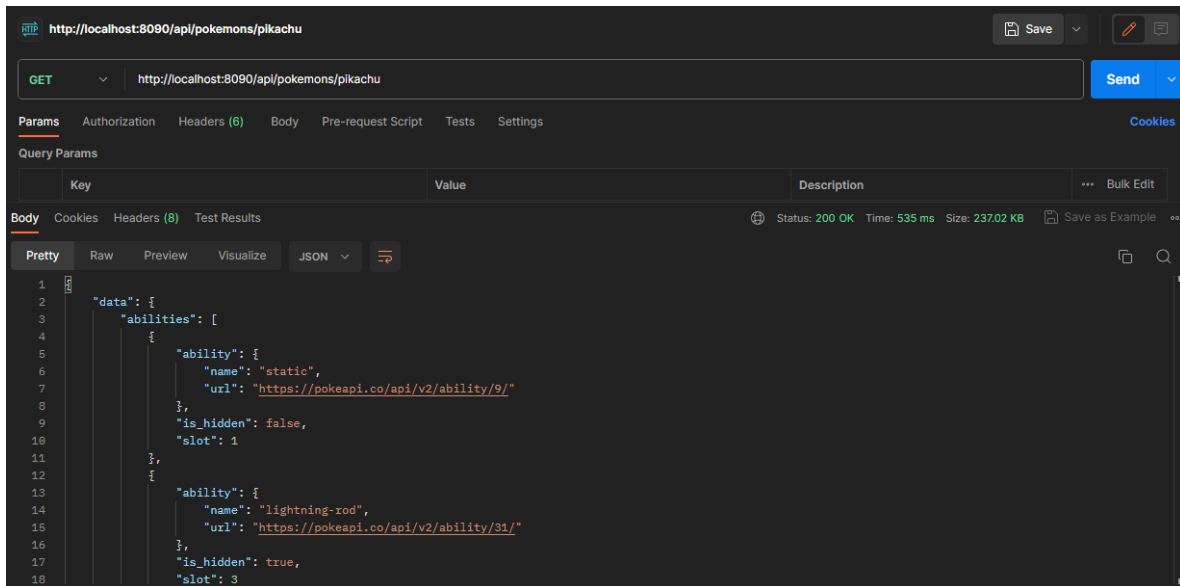 HTTP http://localhost:8090/api/pokemons/pikachu Save
GET http://localhost:8090/api/pokemons/pikachu Send
Params Authorization Headers (6) Body Pre-request Script Tests Settings Cookies
Query Params
Key Value Description ••• Bulk Edit
Body Cookies Headers (8) Test Results Status: 200 OK Time: 535 ms Size: 237.02 KB Save as Example
Pretty Raw Preview Visualize JSON
1 {
2 "data": {
3 "abilities": [
4 {
5 "ability": {
6 "name": "static",
7 "url": "https://pokeapi.co/api/v2/ability/9/"
8 },
9 "is_hidden": false,
10 "slot": 1
11 },
12 {
13 "ability": {
14 "name": "lightning-rod",
15 "url": "https://pokeapi.co/api/v2/ability/31/"
16 },
17 "is_hidden": true,
18 "slot": 3